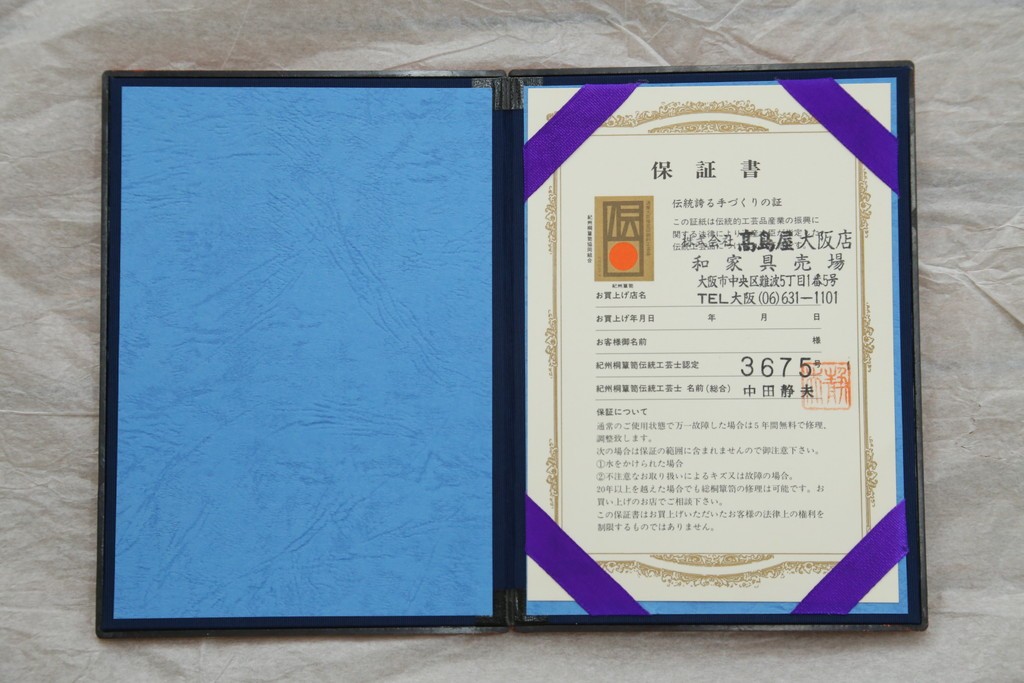 保証書
伝統誇る手づくりの証
この証紙は伝統的工芸品産業の振興に
株式会社高島屋大阪店
和家具売場
大阪市中央区難波5丁目1番5号
TEL大阪(06)631-1101
伝
紀州簞笥
お買上げ店名
お買上げ年月日 年 月 日
お客様御名前 様
紀州桐簞笥伝統工芸士認定 3675号
紀州桐簞笥伝統工芸士 名前(総合) 中田静夫
保証について
通常のご使用状態で万一故障した場合は5年間無料で修理、
調整致します。
次の場合は保証の範囲に含まれませんので御注意下さい。
①水をかけられた場合
②不注意なお取り扱いによるキズ又は故障の場合。
20年以上を越えた場合でも総桐簞笥の修理は可能です。お
買い上げのお店でご相談下さい。
この保証書はお買上げいただいたお客様の法律上の権利を
制限するものではありません。